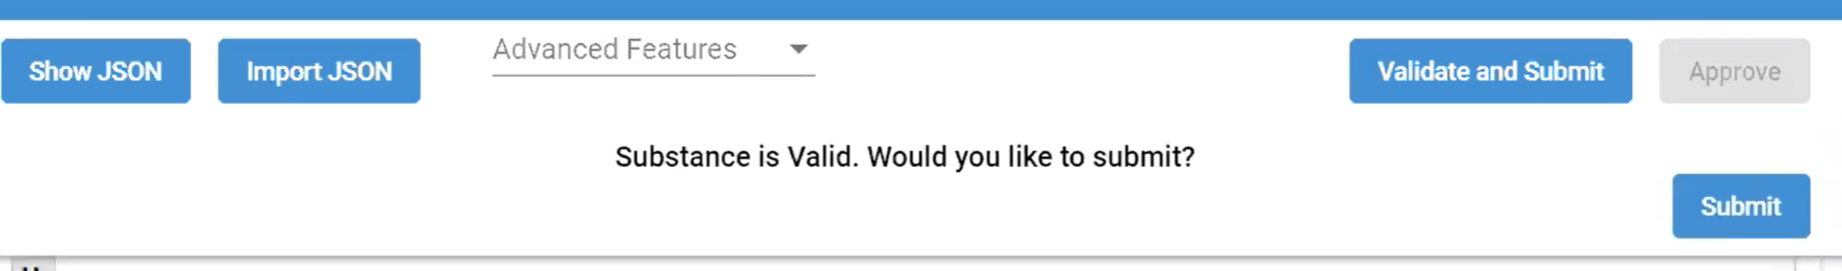 Show JSON
Import JSON
Advanced Features
Validate and Submit
Approve
Substance is Valid. Would you like to submit?
Submit